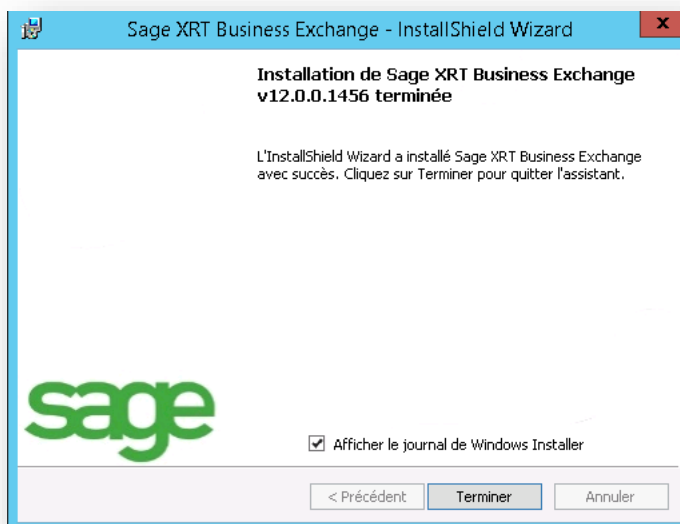 Sage XRT Business Exchange - InstallShield Wizard
x
Installation de Sage XRT Business Exchange
v12.0.0.1456 terminée
L'InstallShield Wizard a installé Sage XRT Business Exchange
avec succès. Cliquez sur Terminer pour quitter l'assistant.
sage
Afficher le journal de Windows Installer
< Précédent Terminer Annuler